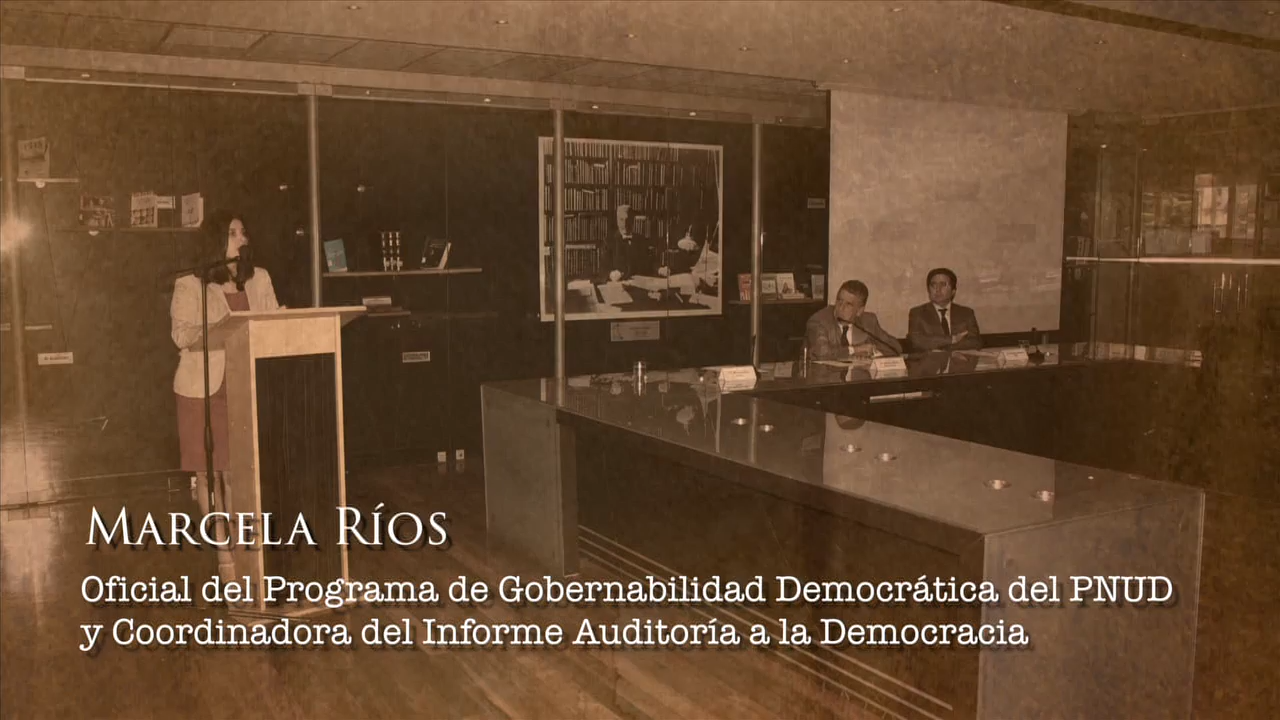 Marcela Ríos
Oficial del Programa de Gobernabilidad Democrática del PNUD
y Coordinadora del Informe Auditoría a la Democracia